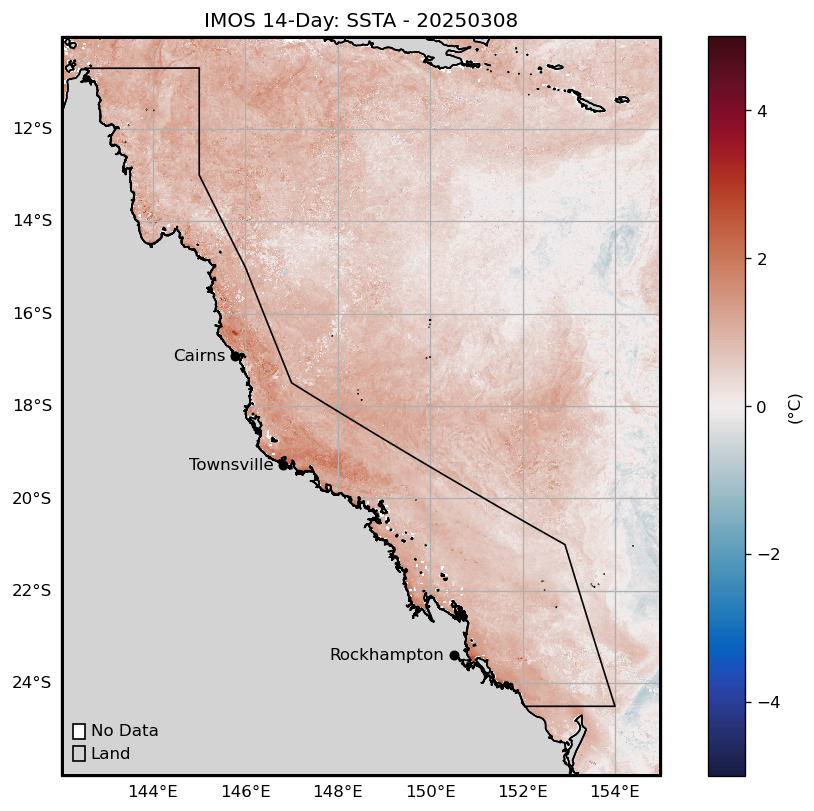 IMOS 14-Day: SSTA - 20250308
12°S
14°S
16°S
18°S
20°S
22°S
24°S
Cairns
Townsville
Rockhampton
No Data
Land
144°E 146°E 148°E 150°E 152°E 154°E
4
2
0
−2
−4
(°C)